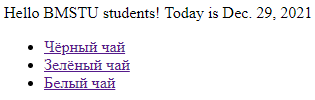 Hello BMSTU students! Today is Dec. 29, 2021
Чёрный чай
Зелёный чай
Белый чай